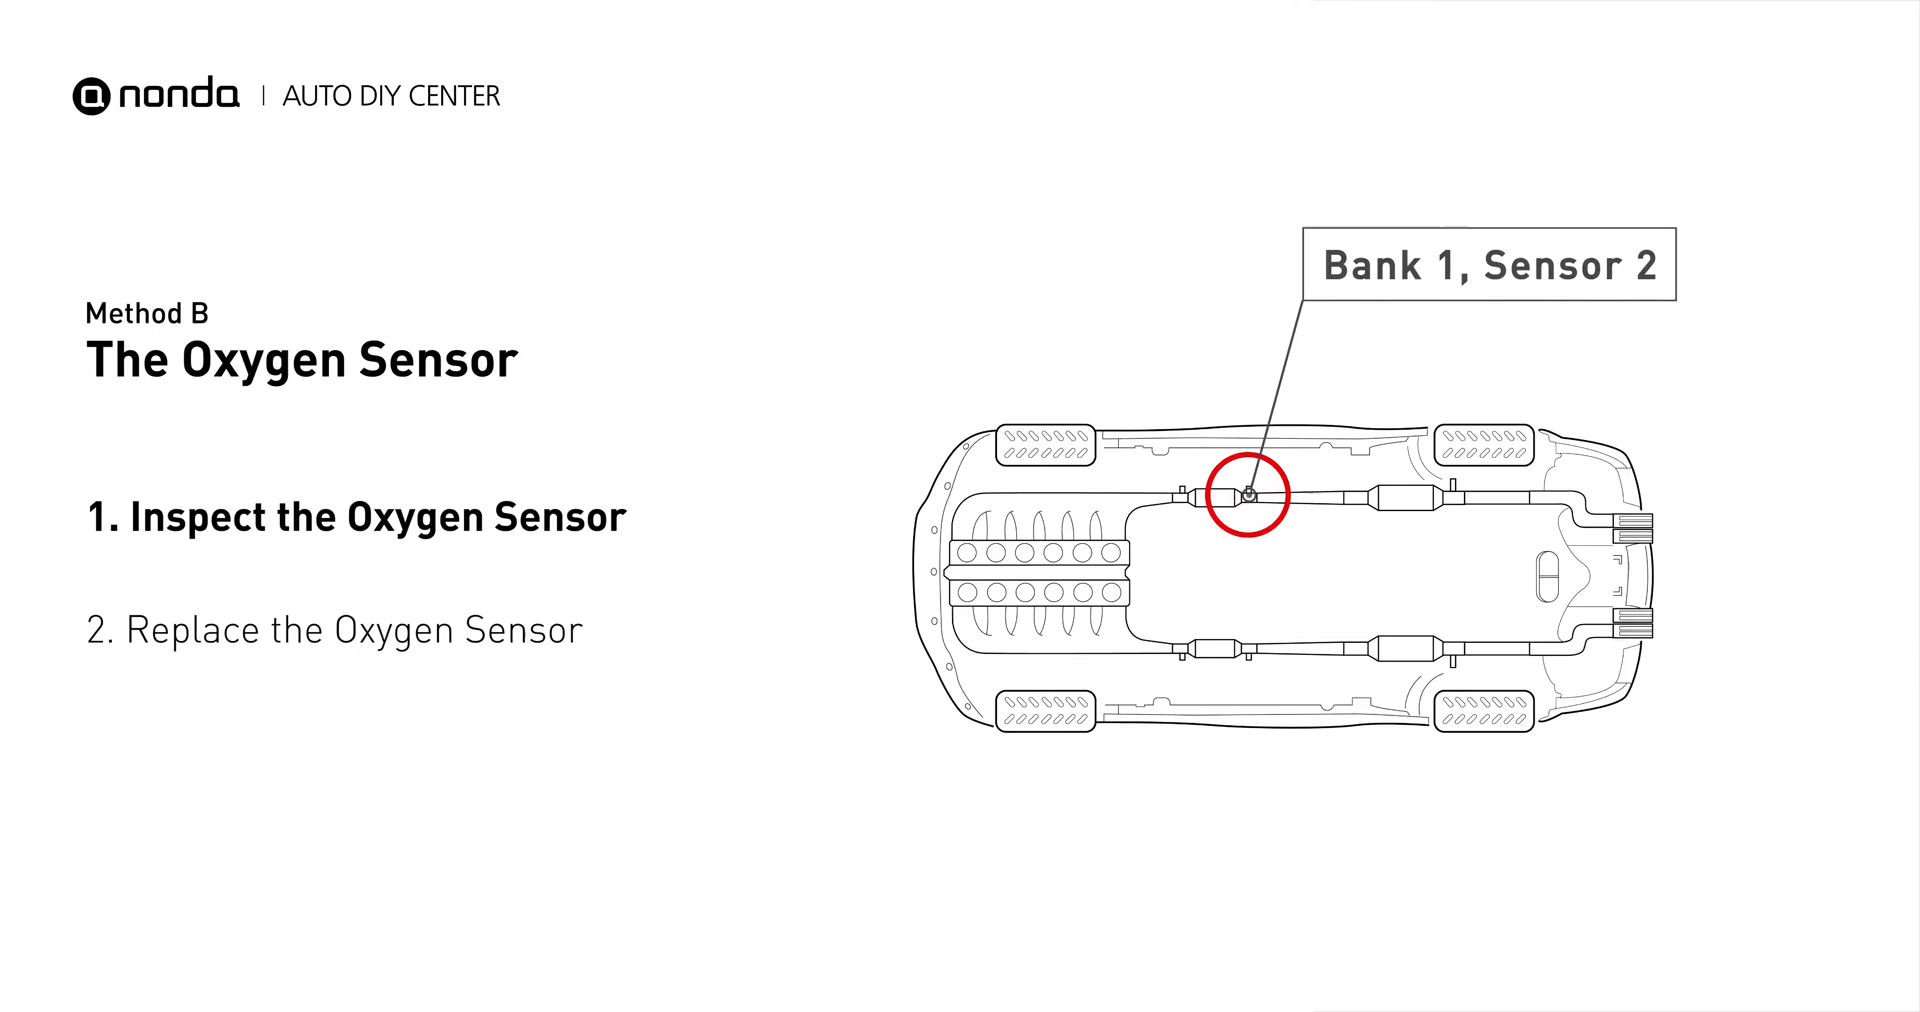 nonda | AUTO DIY CENTER
Bank 1, Sensor 2
Method B
The Oxygen Sensor
1. Inspect the Oxygen Sensor
2. Replace the Oxygen Sensor